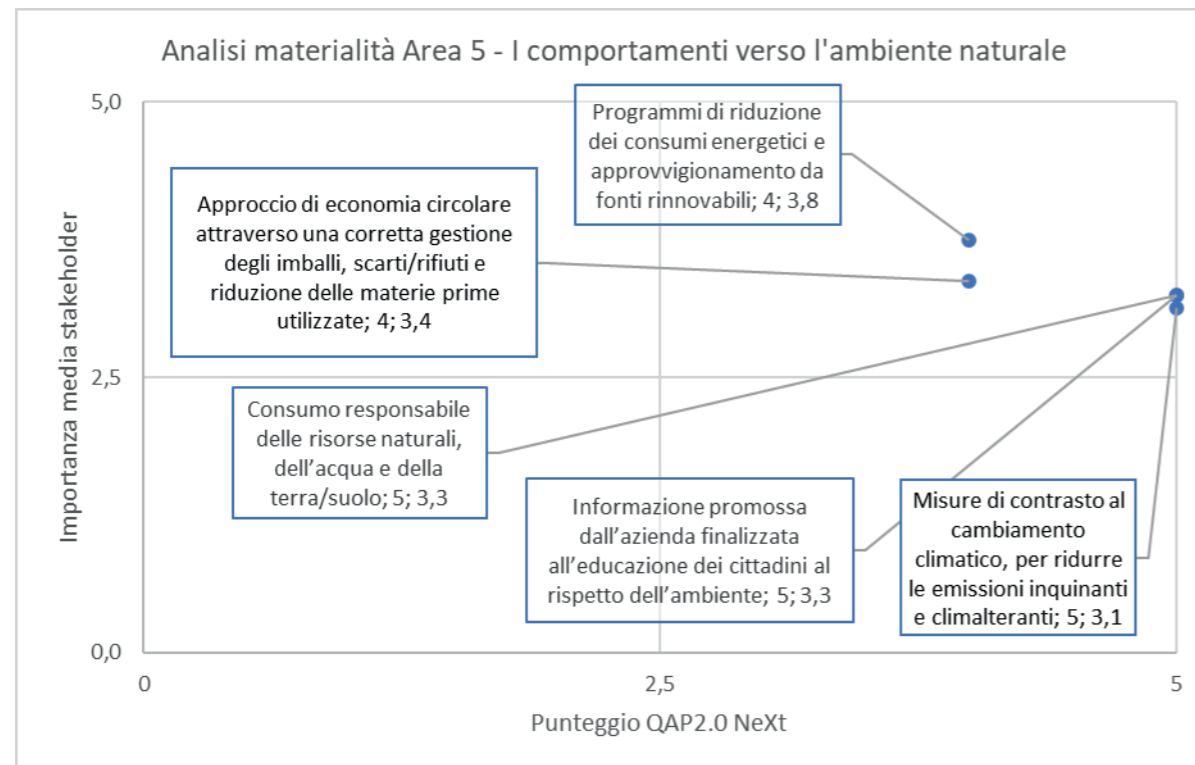 Analisi materialità Area 5 - I comportamenti verso l'ambiente naturale
Importanza media stakeholder
5,0
2,5
0,0
Programmi di riduzione
dei consumi energetici e
approvvigionamento da
fonti rinnovabili; 4; 3,8
Approccio di economia circolare
attraverso una corretta gestione
degli imballi, scarti/rifiuti e
riduzione delle materie prime
utilizzate; 4; 3,4
Consumo responsabile
delle risorse naturali,
dell’acqua e della
terra/suolo; 5; 3,3
Informazione promossa
dall’azienda finalizzata
all’educazione dei cittadini al
rispetto dell’ambiente; 5; 3,3
Misure di contrasto al
cambiamento
climatico, per ridurre
le emissioni inquinanti
e climalteranti; 5; 3,1
0
2,5
5
Punteggio QAP2.0 NeXt